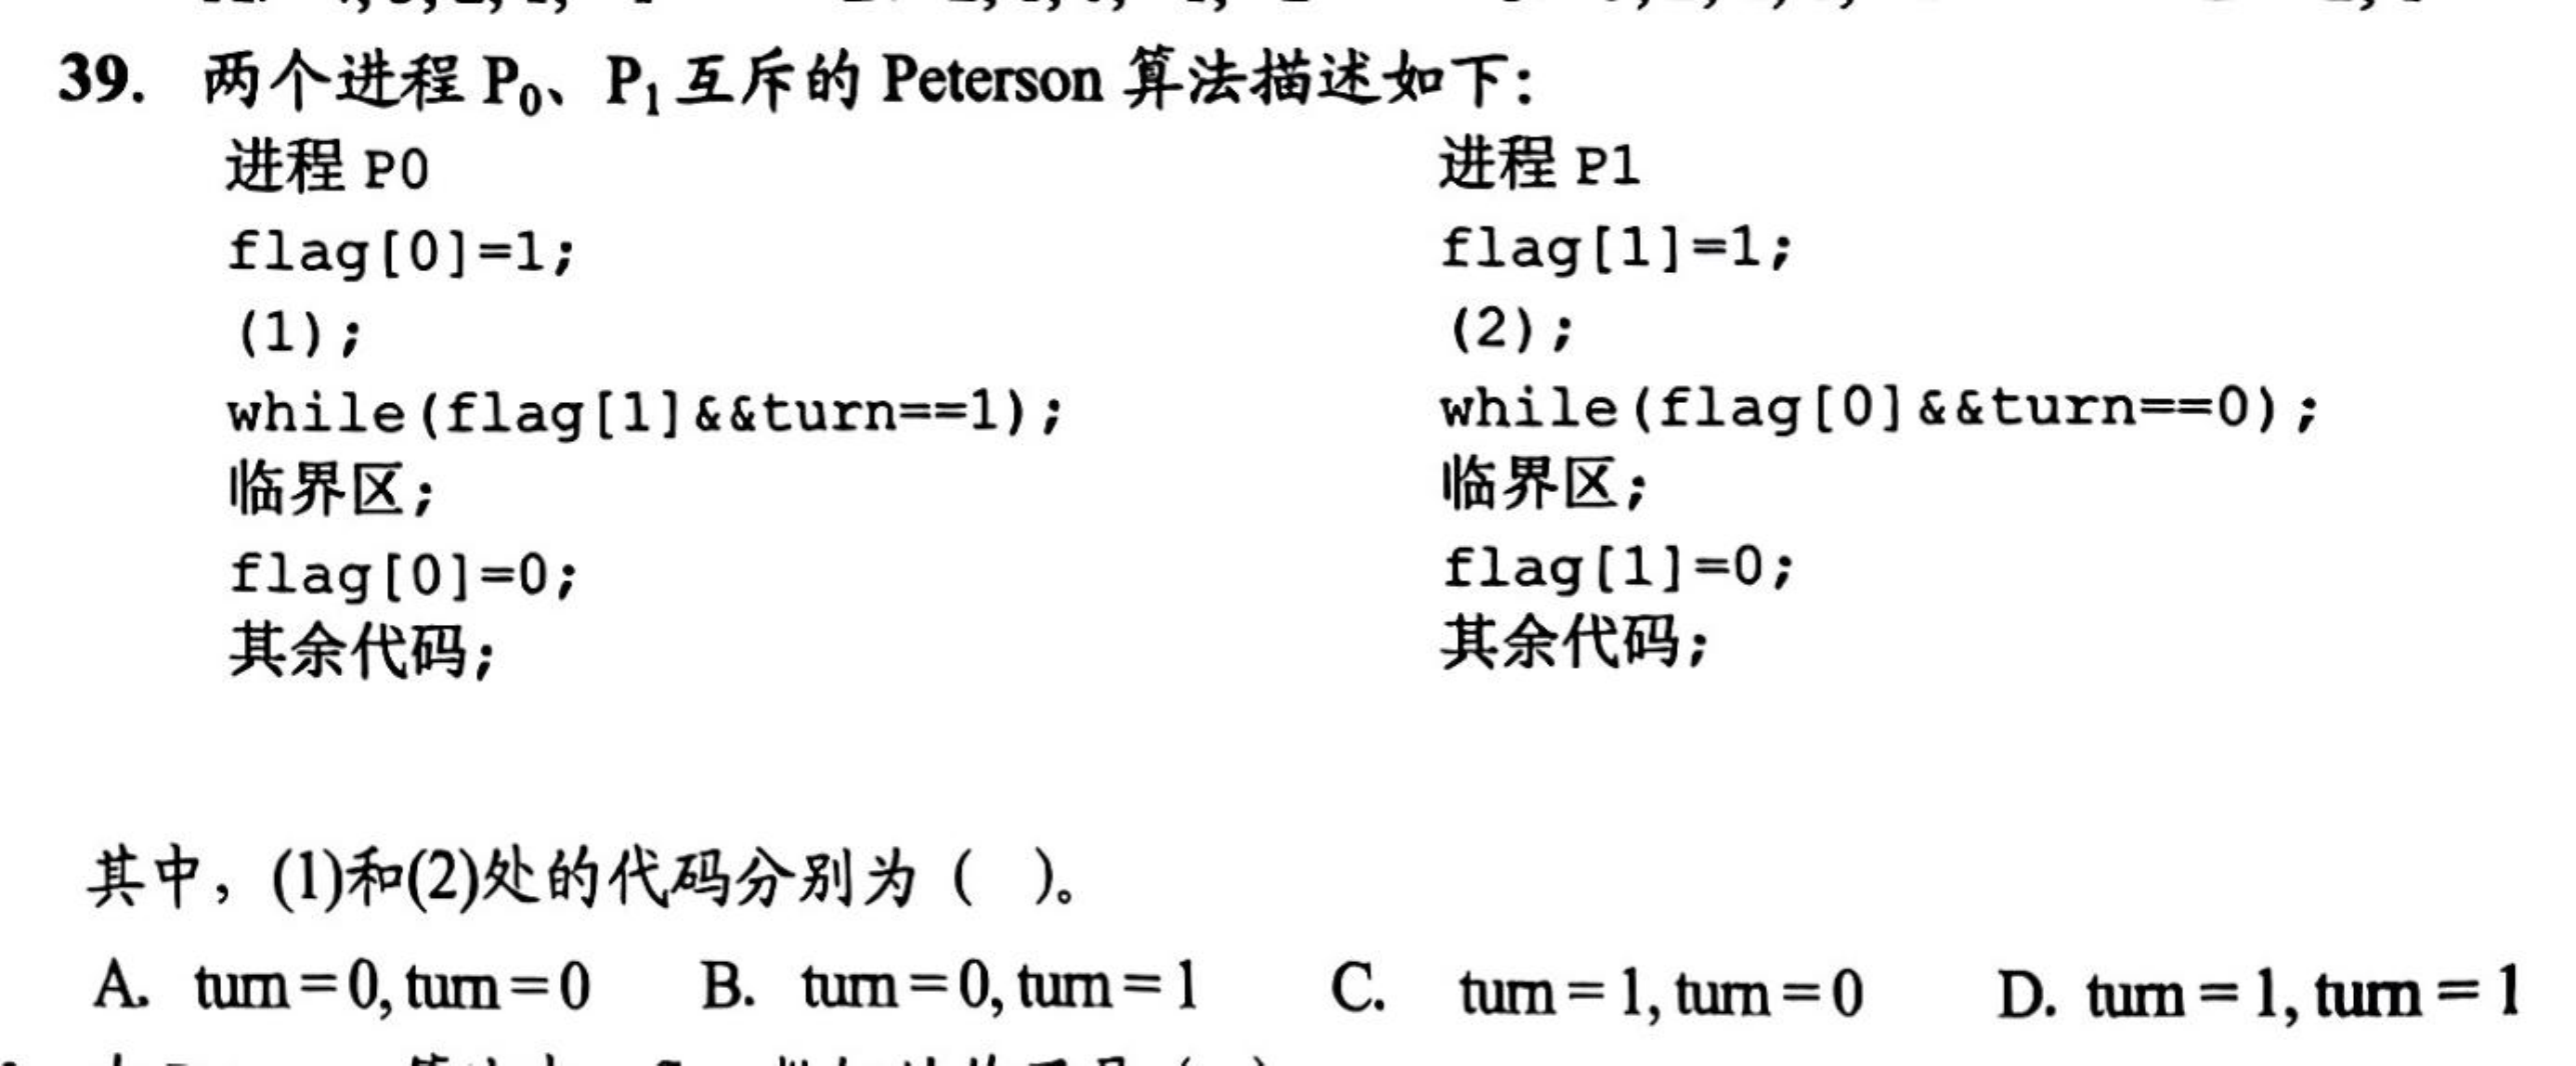 39. 两个进程 P0、P1 互斥的 Peterson 算法描述如下：
进程 P0
flag[0]=1;
(1);
while(flag[1]&&turn==1);
临界区;
flag[0]=0;
其余代码;
进程 P1
flag[1]=1;
(2);
while(flag[0]&&turn==0);
临界区;
flag[1]=0;
其余代码;
其中，(1)和(2)处的代码分别为（ ）。
A. turn=0, turn=0 B. turn=0, turn=1 C. turn=1, turn=0 D. turn=1, turn=1